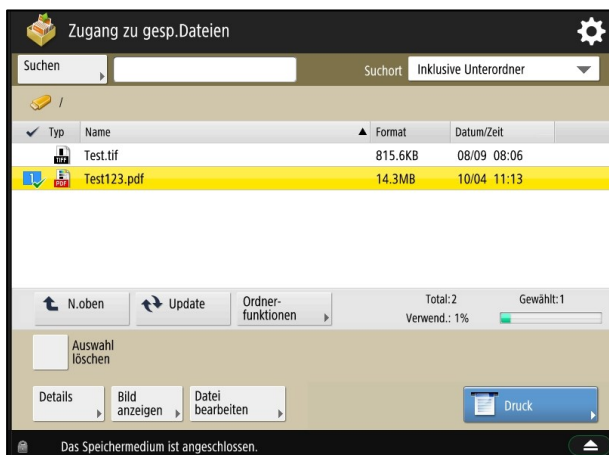 Zugang zu gesp.Dateien
Suchen
Suchort Inklusive Unterordner
/
Typ Name Format Datum/Zeit
TIFF Test.tif 815.6KB 08/09 08:06
1 PDF Test123.pdf 14.3MB 10/04 11:13
N.oben Update Ordner-
funktionen
Total:2 Gewählt:1
Verwend.: 1%
Auswahl
löschen
Details Bild
anzeigen
Datei
bearbeiten
Druck
Das Speichermedium ist angeschlossen.